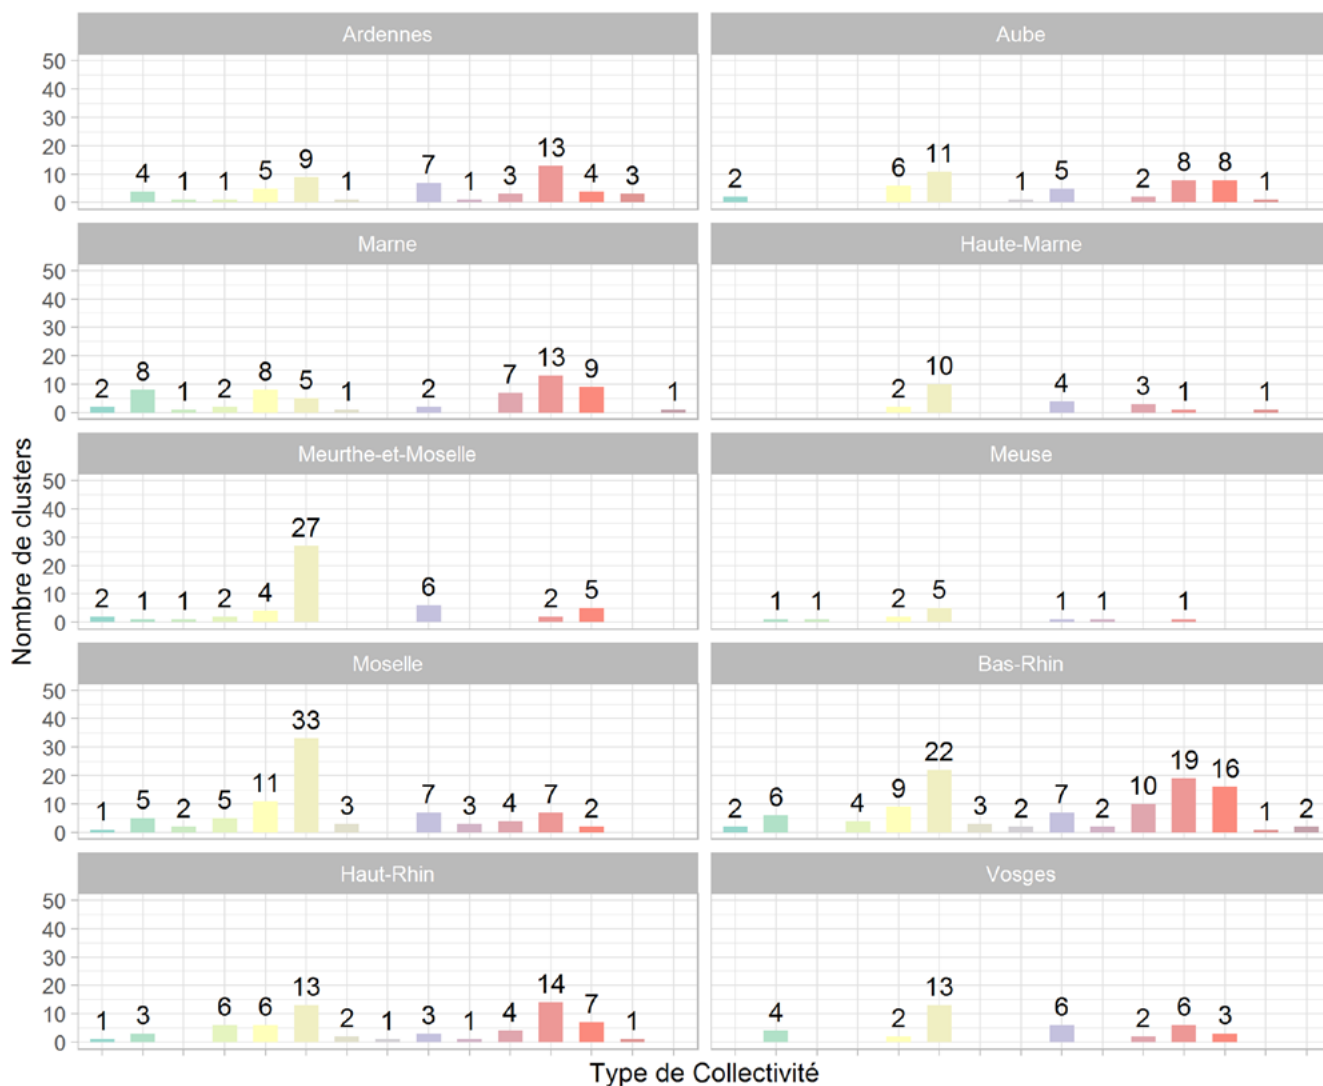 Ardennes
Aube
50
40
30
20
10
0
4 1 1 5 9 1 7 1 3 13 4 3
2 6 11 1 5 2 8 8 1
Marne
Haute-Marne
50
40
30
20
10
0
2 8 1 2 8 5 1 2 7 13 9 1
2 10 4 3 1 1
Meurthe-et-Moselle
Meuse
50
40
30
20
10
0
2 1 1 2 4 27 6 2 5
1 1 2 5 1 1 1
Moselle
Bas-Rhin
50
40
30
20
10
0
1 5 2 5 11 33 3 7 3 4 7 2
2 6 4 9 22 3 2 7 2 10 19 16 1 2
Haut-Rhin
Vosges
50
40
30
20
10
0
1 3 6 6 13 2 1 3 1 4 14 7 1
4 2 13 6 2 6 3
Nombre de clusters
Type de Collectivité